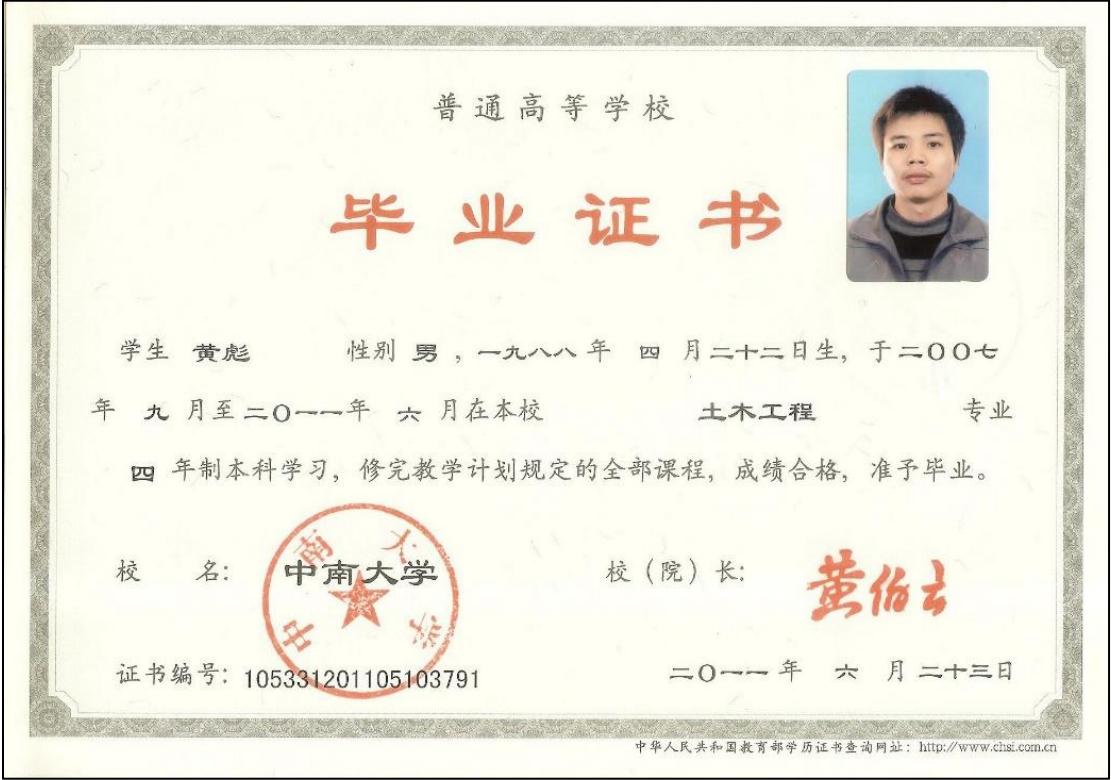 普通高等学校
毕业证书
学生 黄彪 性别 男 ，一九八八年 四 月二十二日生，于二〇〇七
年 九 月至二〇一一年 六 月在本校 土木工程 专业
四 年制本科学习，修完教学计划规定的全部课程，成绩合格，准予毕业。
校 名： 中南大学 校（院）长： 黄伯云
中南大学
证书编号：105331201105103791 二〇一一年 六 月 二十三日
中华人民共和国教育部学历证书查询网址：http://www.chsi.com.cn